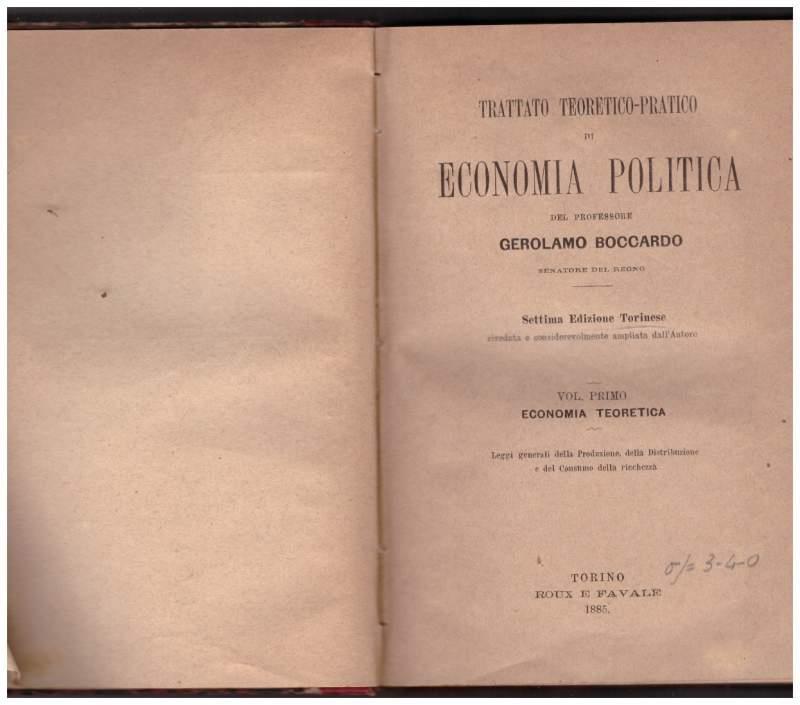 TRATTATO TEORETICO-PRATICO
DI
ECONOMIA POLITICA
DEL PROFESSORE
GEROLAMO BOCCARDO
SENATORE DEL REGNO
Settima Edizione Torinese
riveduta e considerevolmente ampliata dall'Autore
VOL. PRIMO
ECONOMIA TEORETICA
Leggi generali della Produzione, della Distribuzione
e del Consumo della ricchezza
TORINO
ROUX E FAVALE
1885.